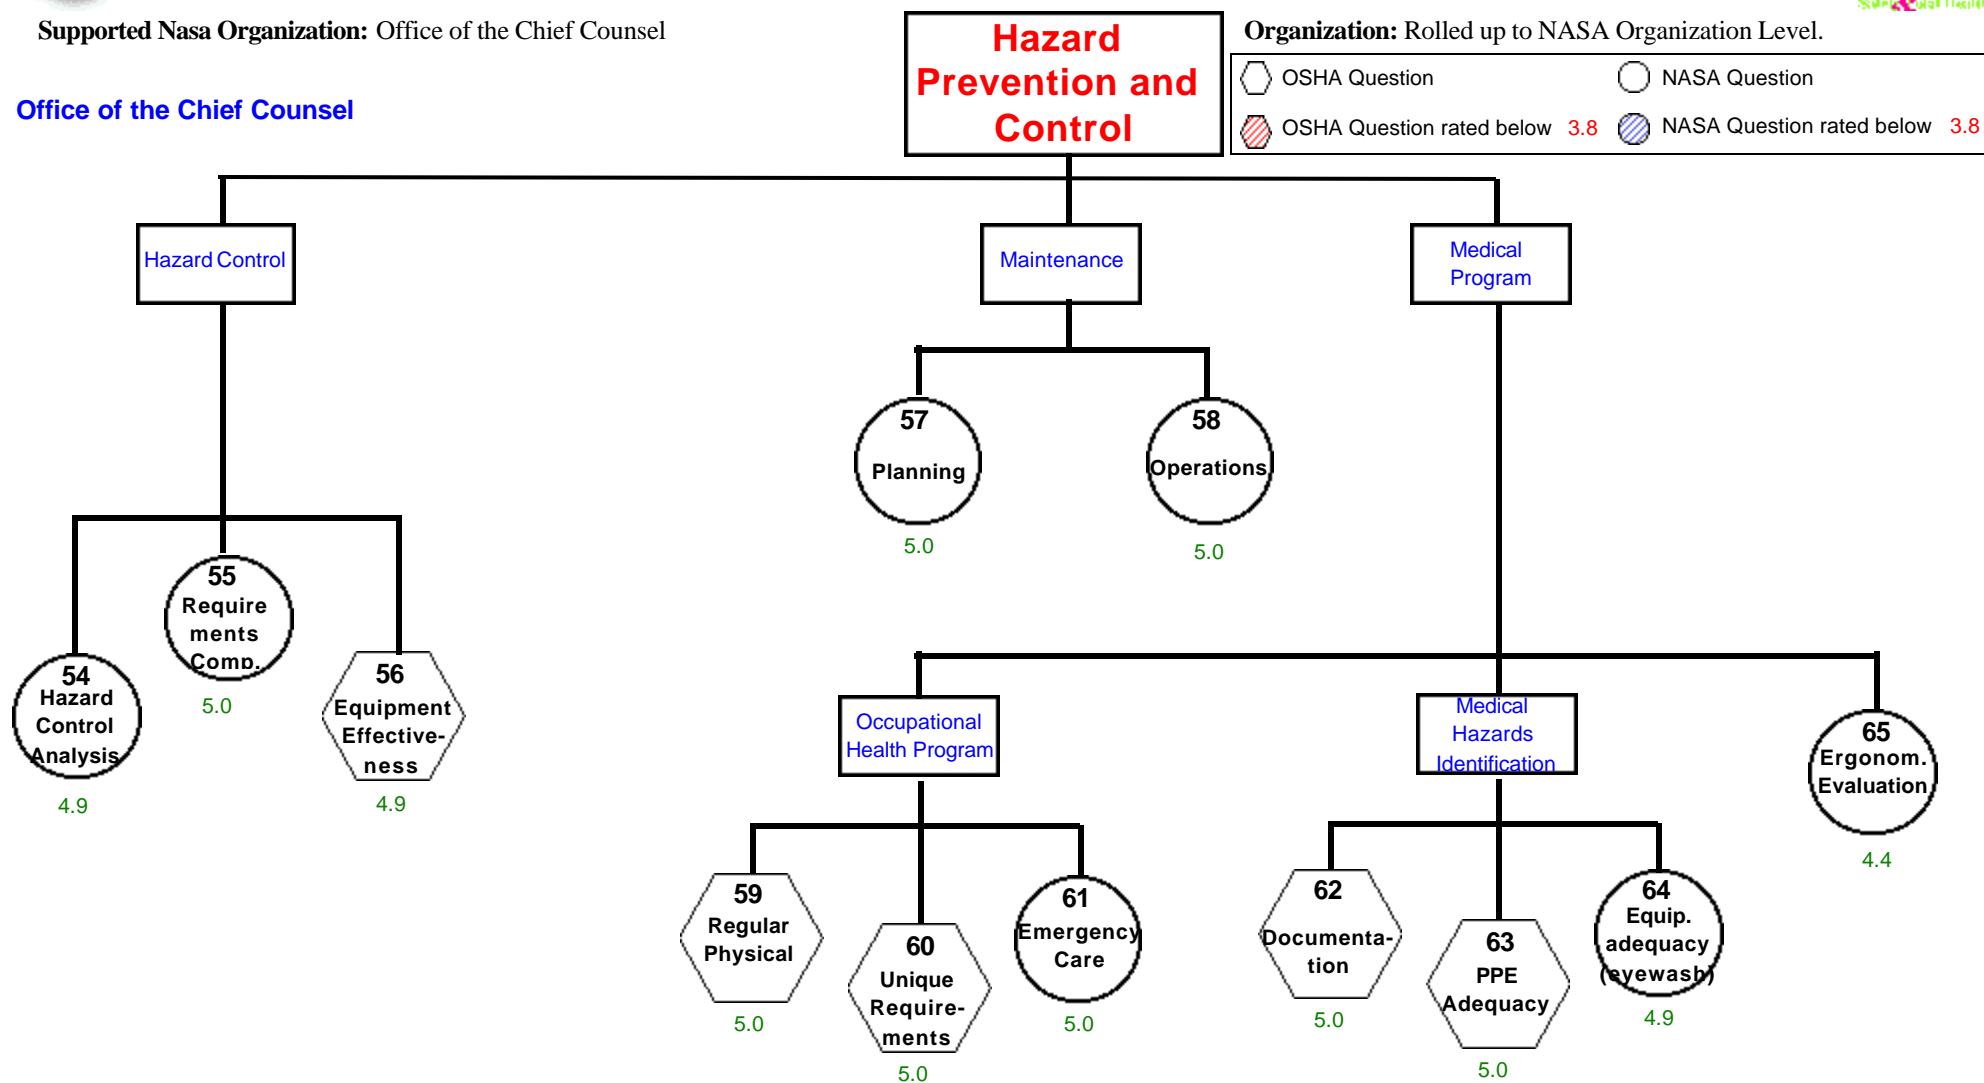 Supported Nasa Organization: Office of the Chief Counsel
Office of the Chief Counsel
Hazard
Prevention and
Control
Organization: Rolled up to NASA Organization Level.
OSHA Question
NASA Question
OSHA Question rated below 3.8
NASA Question rated below 3.8
Hazard Control
Maintenance
Medical
Program
57
Planning
5.0
58
Operations
5.0
54
Hazard
Control
Analysis
4.9
55
Require
ments
Comp.
5.0
56
Equipment
Effective-
ness
4.9
Occupational
Health Program
Medical
Hazards
Identification
65
Ergonom.
Evaluation
4.4
59
Regular
Physical
5.0
60
Unique
Require-
ments
5.0
61
Emergency
Care
5.0
62
Documenta-
tion
5.0
63
PPE
Adequacy
5.0
64
Equip.
adequacy
(eyewash)
4.9